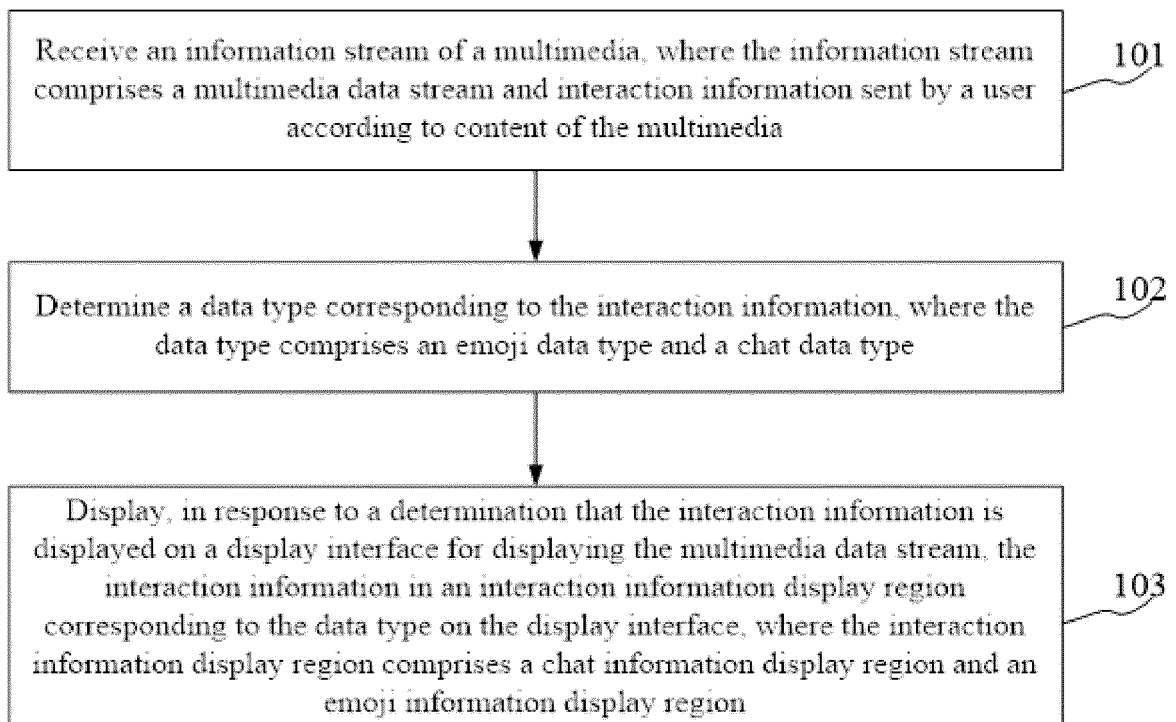 Receive an information stream of a multimedia, where the information stream
comprises a multimedia data stream and interaction information sent by a user
according to content of the multimedia
101
Determine a data type corresponding to the interaction information, where the
data type comprises an emoji data type and a chat data type
102
Display, in response to a determination that the interaction information is
displayed on a display interface for displaying the multimedia data stream, the
interaction information in an interaction information display region
corresponding to the data type on the display interface, where the interaction
information display region comprises a chat information display region and an
emoji information display region
103